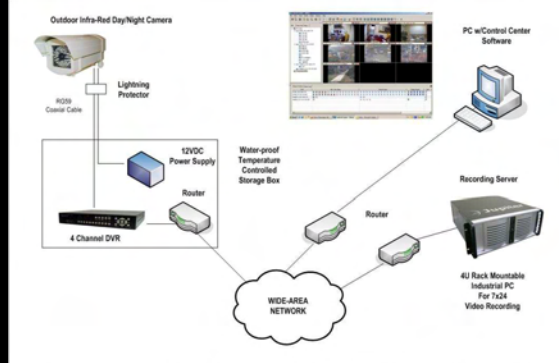 Outdoor Infra-Red Day/Night Camera
Lightning
Protector
RG59
Coaxial Cable
12VDC
Power Supply
Water-proof
Temperature
Controlled
Storage Box
Router
4 Channel DVR
PC w/Control Center
Software
Recording Server
Router
4U Rack Mountable
Industrial PC
For 7x24
Video Recording
WIDE-AREA
NETWORK